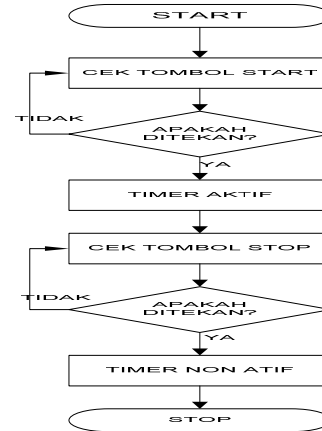 START
CEK TOMBOL START
TIDAK
APAKAH
DITEKAN?
YA
TIMER AKTIF
CEK TOMBOL STOP
TIDAK
APAKAH
DITEKAN?
YA
TIMER NON ATIF
STOP